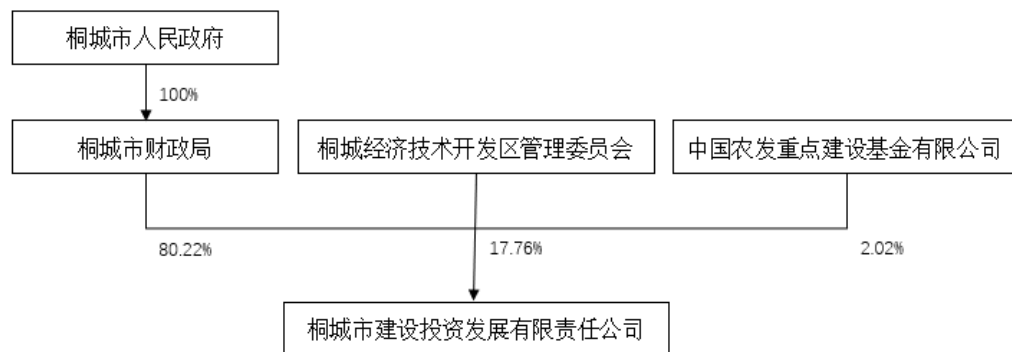 桐城市人民政府
100%
桐城市财政局
桐城经济技术开发区管理委员会
中国农发重点建设基金有限公司
80.22%
17.76%
2.02%
桐城市建设投资发展有限责任公司